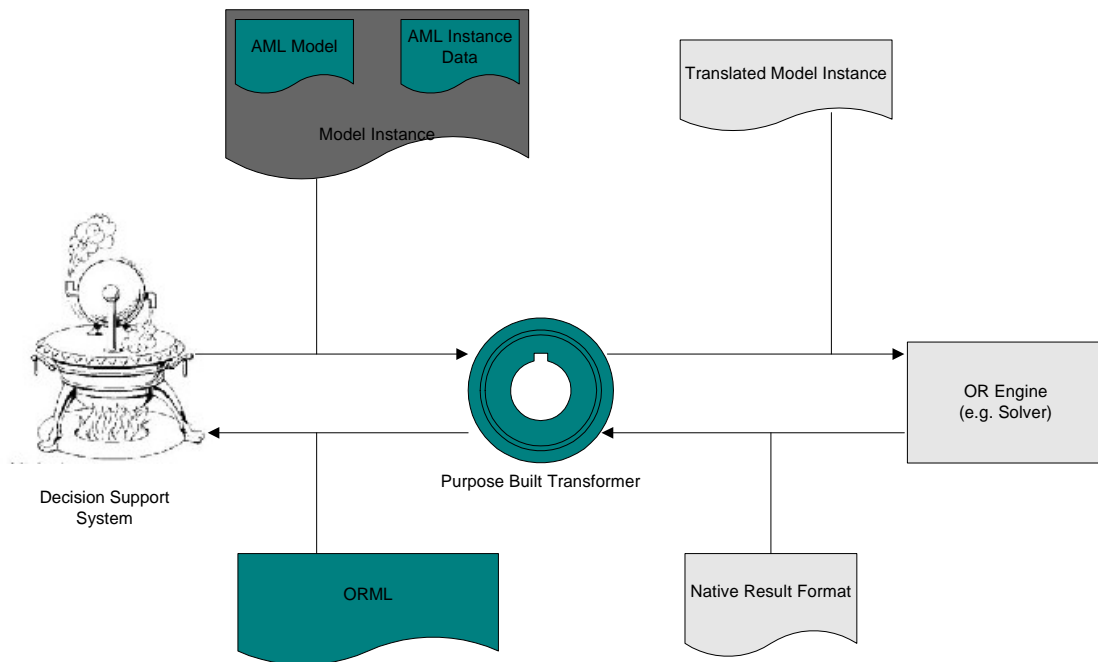 AML Model
AML Instance
Data
Model Instance
Translated Model Instance
OR Engine
(e.g. Solver)
Purpose Built Transformer
Decision Support
System
ORML
Native Result Format